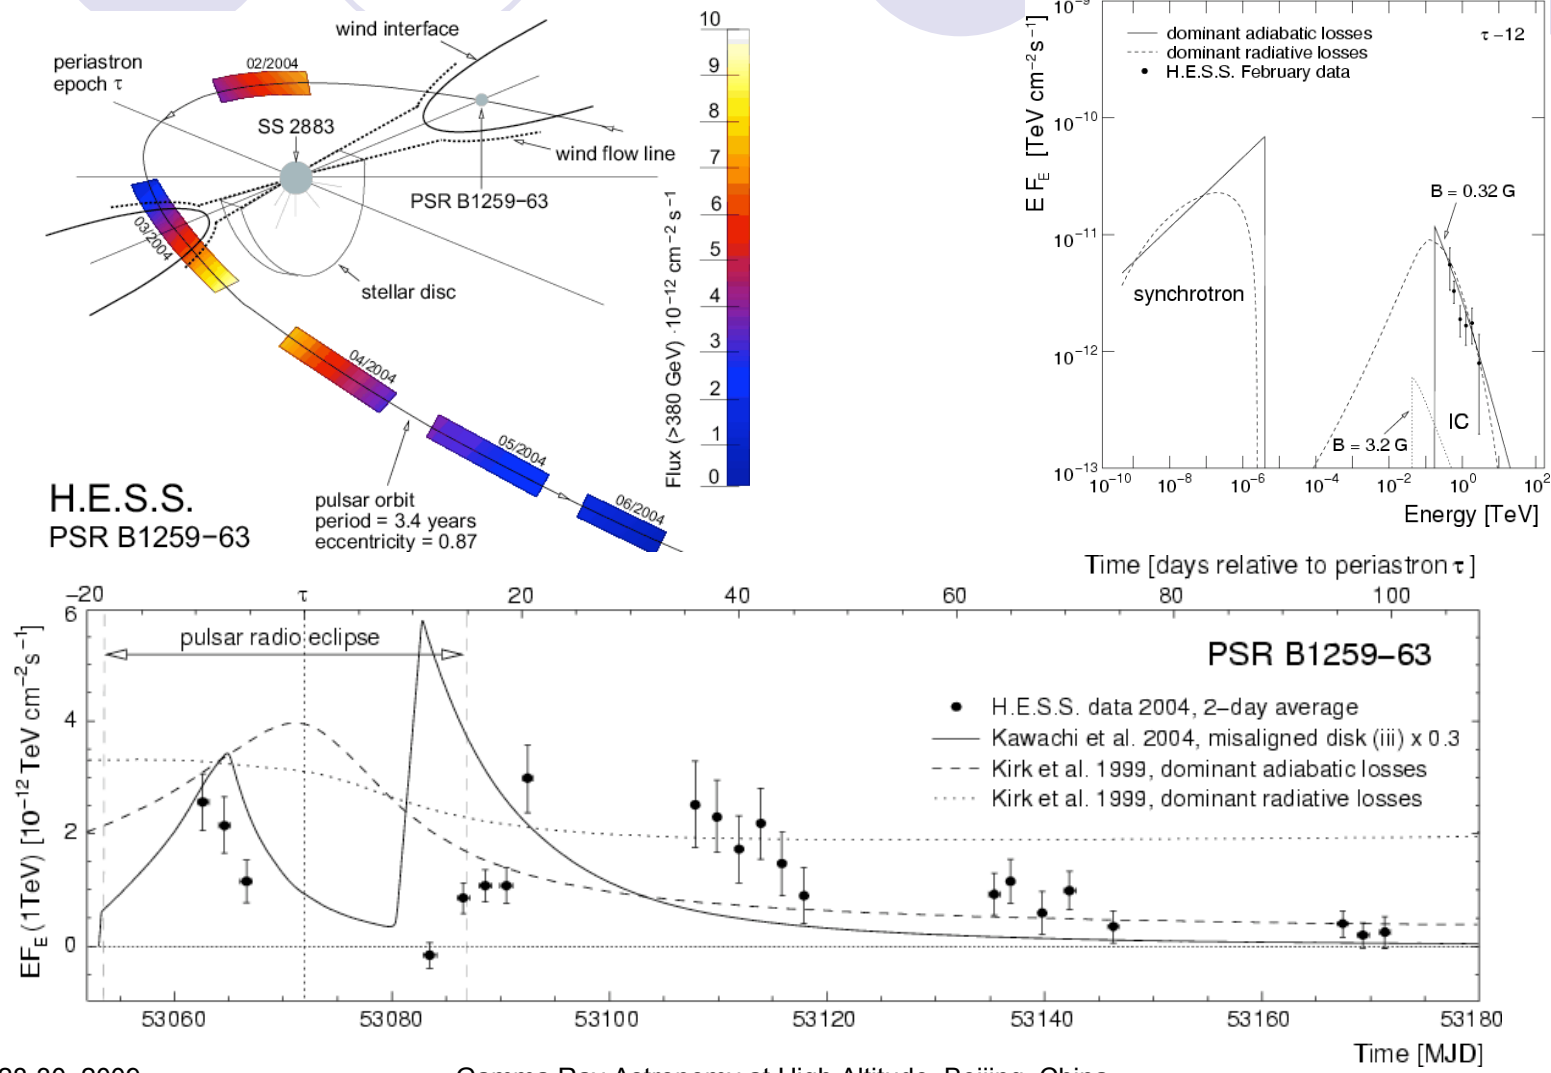 wind interface
periastron
epoch τ
02/2004
SS 2883
wind flow line
PSR B1259−63
03/2004
stellar disc
04/2004
05/2004
06/2004
pulsar orbit
period = 3.4 years
eccentricity = 0.87
H.E.S.S.
PSR B1259−63
10
9
8
7
6
5
4
3
2
1
0
Flux (>380 GeV) ·10⁻¹² cm⁻² s⁻¹
dominant adiabatic losses
dominant radiative losses
H.E.S.S. February data
τ −12
B = 0.32 G
synchrotron
IC
B = 3.2 G
E F_E [TeV cm⁻²s⁻¹]
10⁻⁹
10⁻¹⁰
10⁻¹¹
10⁻¹²
10⁻¹³
10⁻¹⁰ 10⁻⁸ 10⁻⁶ 10⁻⁴ 10⁻² 10⁰ 10²
Energy [TeV]
Time [days relative to periastron τ]
−20 τ 20 40 60 80 100
pulsar radio eclipse
PSR B1259−63
H.E.S.S. data 2004, 2−day average
Kawachi et al. 2004, misaligned disk (iii) x 0.3
Kirk et al. 1999, dominant adiabatic losses
Kirk et al. 1999, dominant radiative losses
EF_E (1TeV) [10⁻¹² TeV cm⁻²s⁻¹]
6
4
2
0
53060 53080 53100 53120 53140 53160 53180
Time [MJD]
2009
Gamma Ray Astronomy at High Altitude, Beijing, China